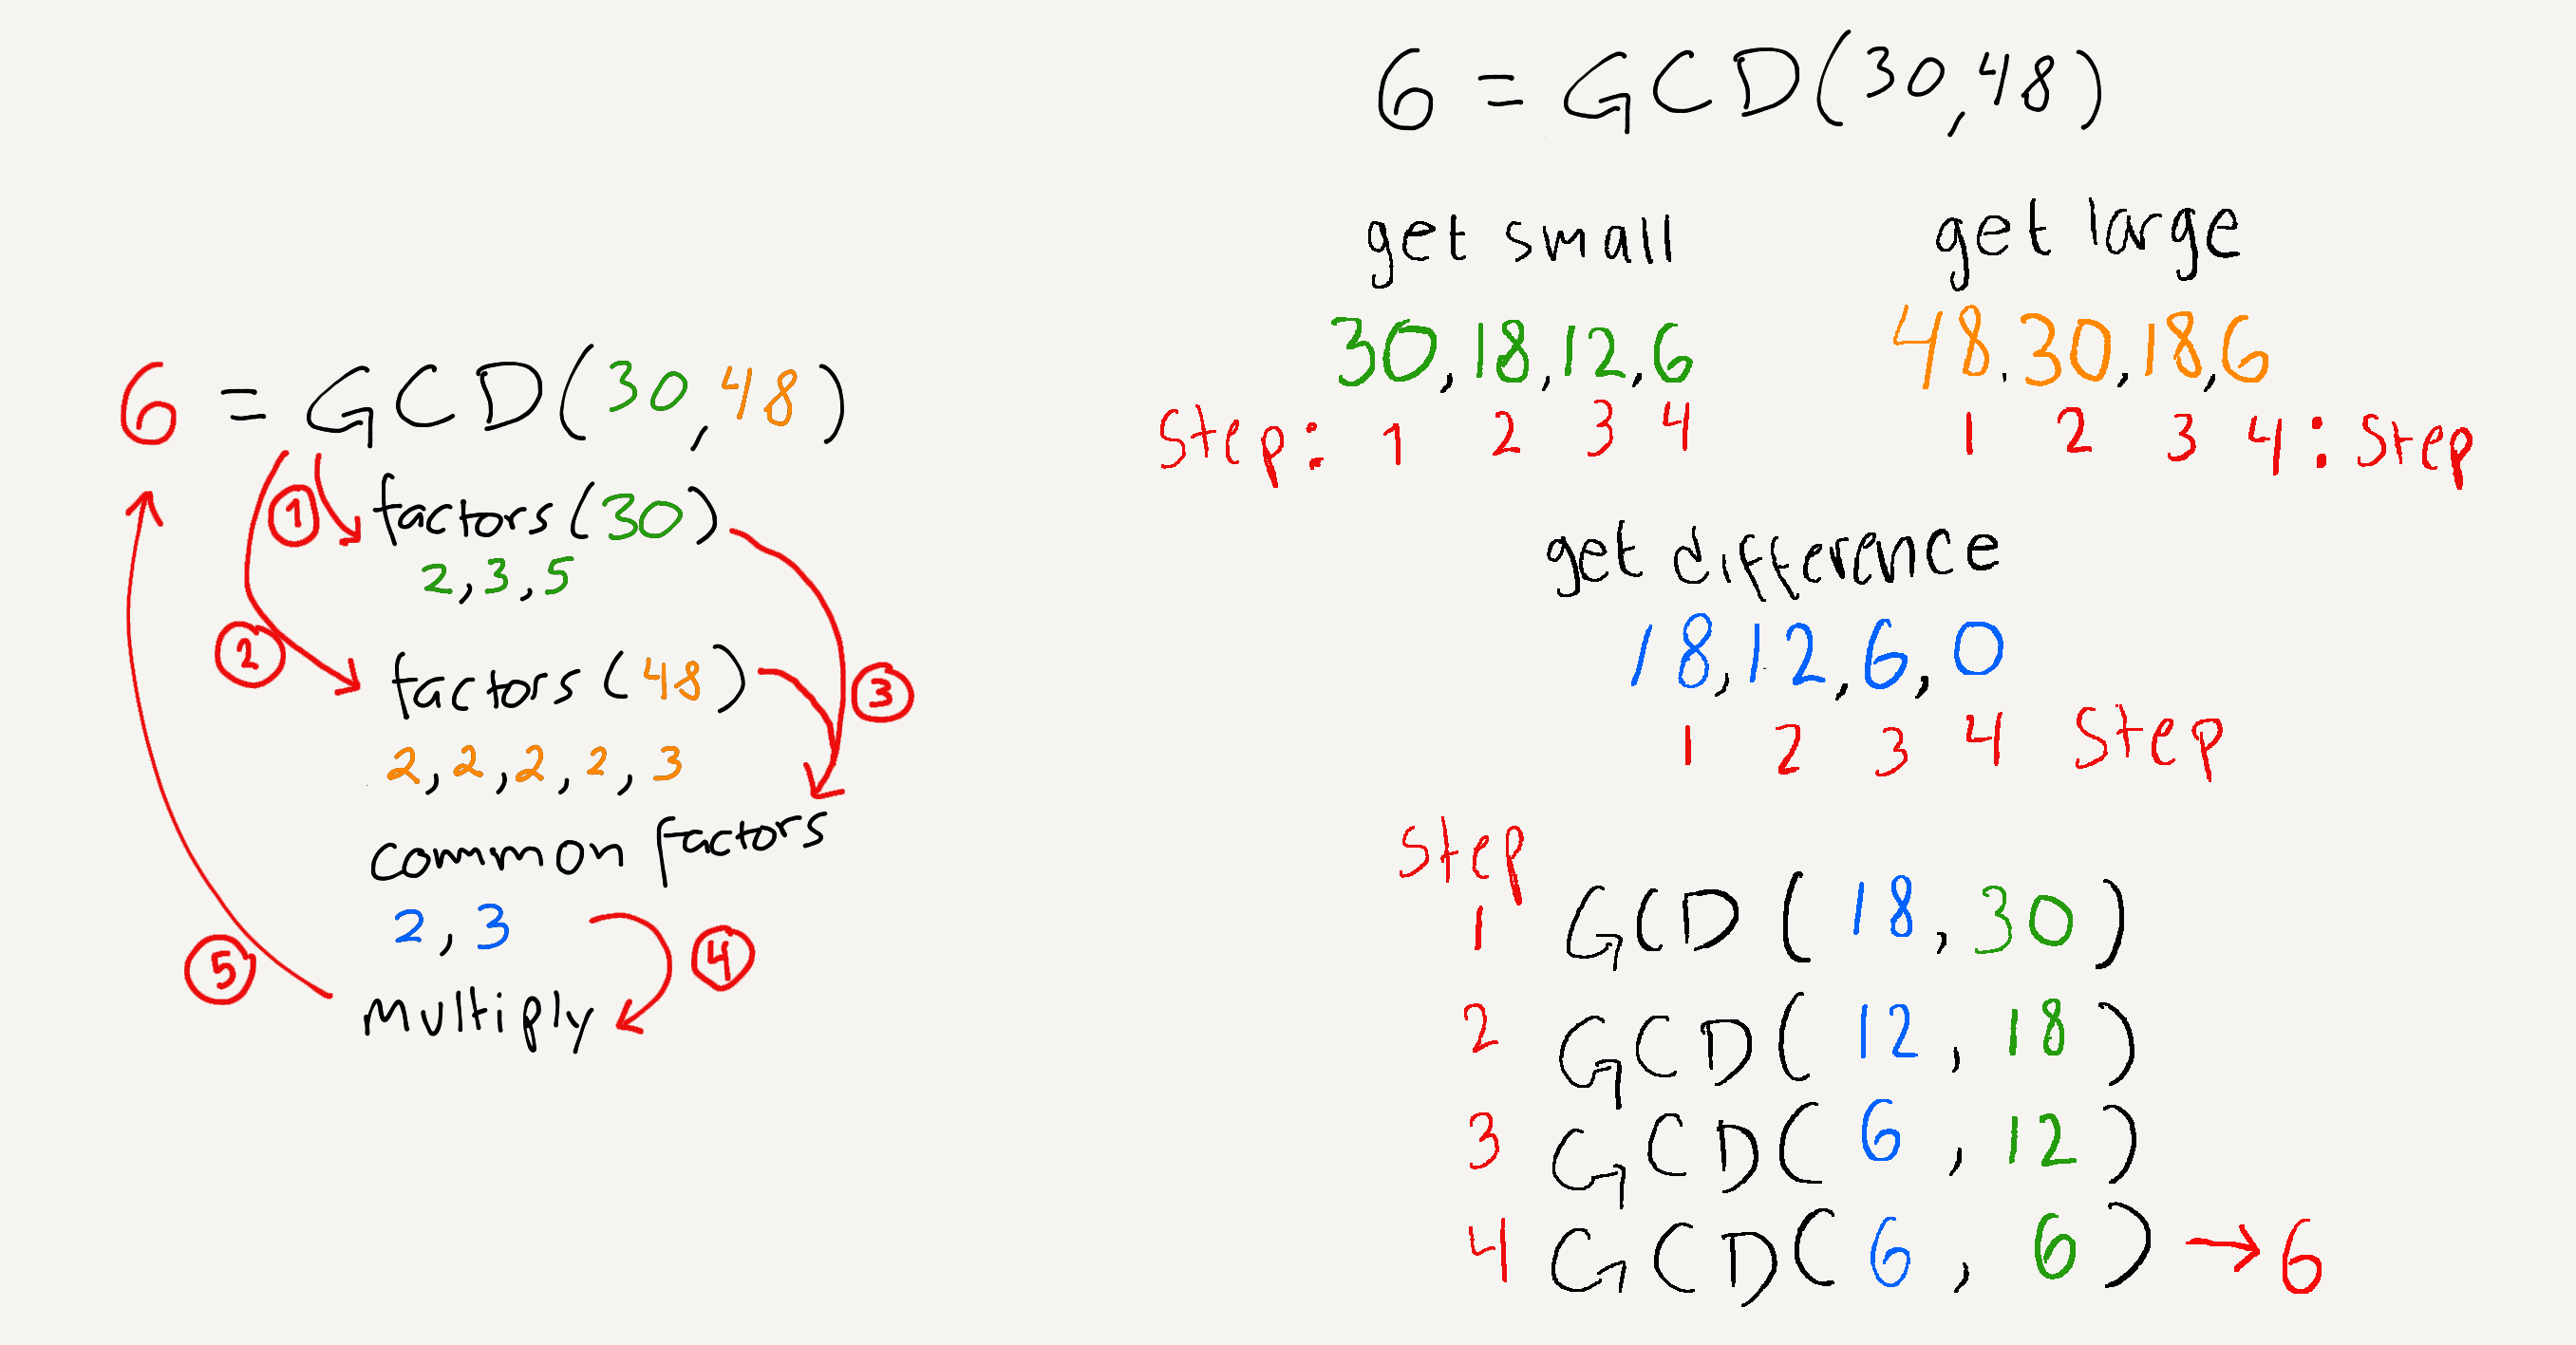 6 = GCD(30,48)
① factors(30)
2,3,5
② factors(48)
③
2,2,2,2,3
common factors
2,3
④
⑤
multiply
6 = GCD(30,48)
get small
30,18,12,6
Step: 1 2 3 4
get large
48.30,18,6
1 2 3 4: Step
get difference
18,12,6,0
1 2 3 4 Step
Step
1 GCD(18,30)
2 GCD(12,18)
3 GCD(6,12)
4 GCD(6,6) → 6